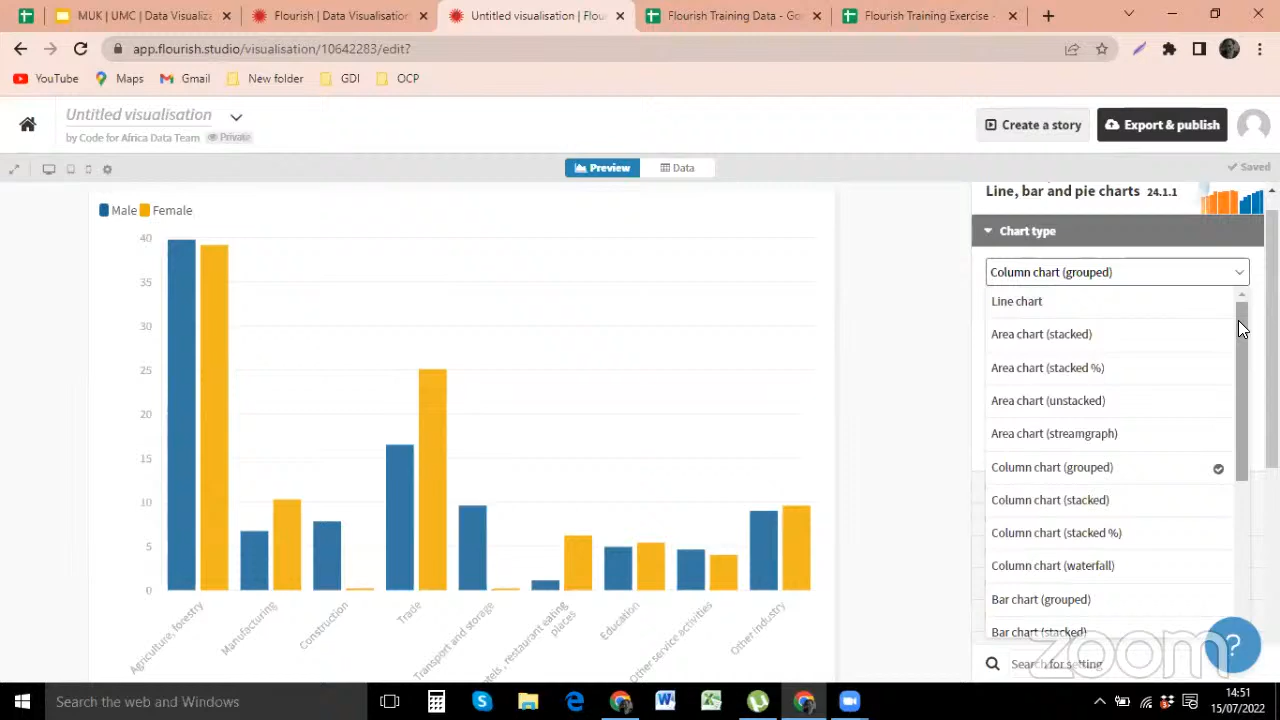 MUK | UMC | Data Visualiz
Flourish | Data Visualisation
Untitled visualisation | Flou
Flourish Training Data - Goo
Flourish Training Exercise -
app.flourish.studio/visualisation/10642283/edit?
YouTube
Maps
Gmail
New folder
GDI
OCP
Untitled visualisation
by Code for Africa Data Team
Private
Create a story
Export & publish
Preview
Data
Saved
Line, bar and pie charts 24.1.1
Chart type
Column chart (grouped)
Line chart
Area chart (stacked)
Area chart (stacked %)
Area chart (unstacked)
Area chart (streamgraph)
Column chart (grouped)
Column chart (stacked)
Column chart (stacked %)
Column chart (waterfall)
Bar chart (grouped)
Bar chart (stacked)
Search for setting
zoom
?
Male Female
40
35
30
25
20
15
10
5
0
Agriculture, forestry
Manufacturing
Construction
Trade
Transport and storage
, restaurant eating
places
Education
Other service activities
Other industry
Search the web and Windows
14:51
15/07/2022